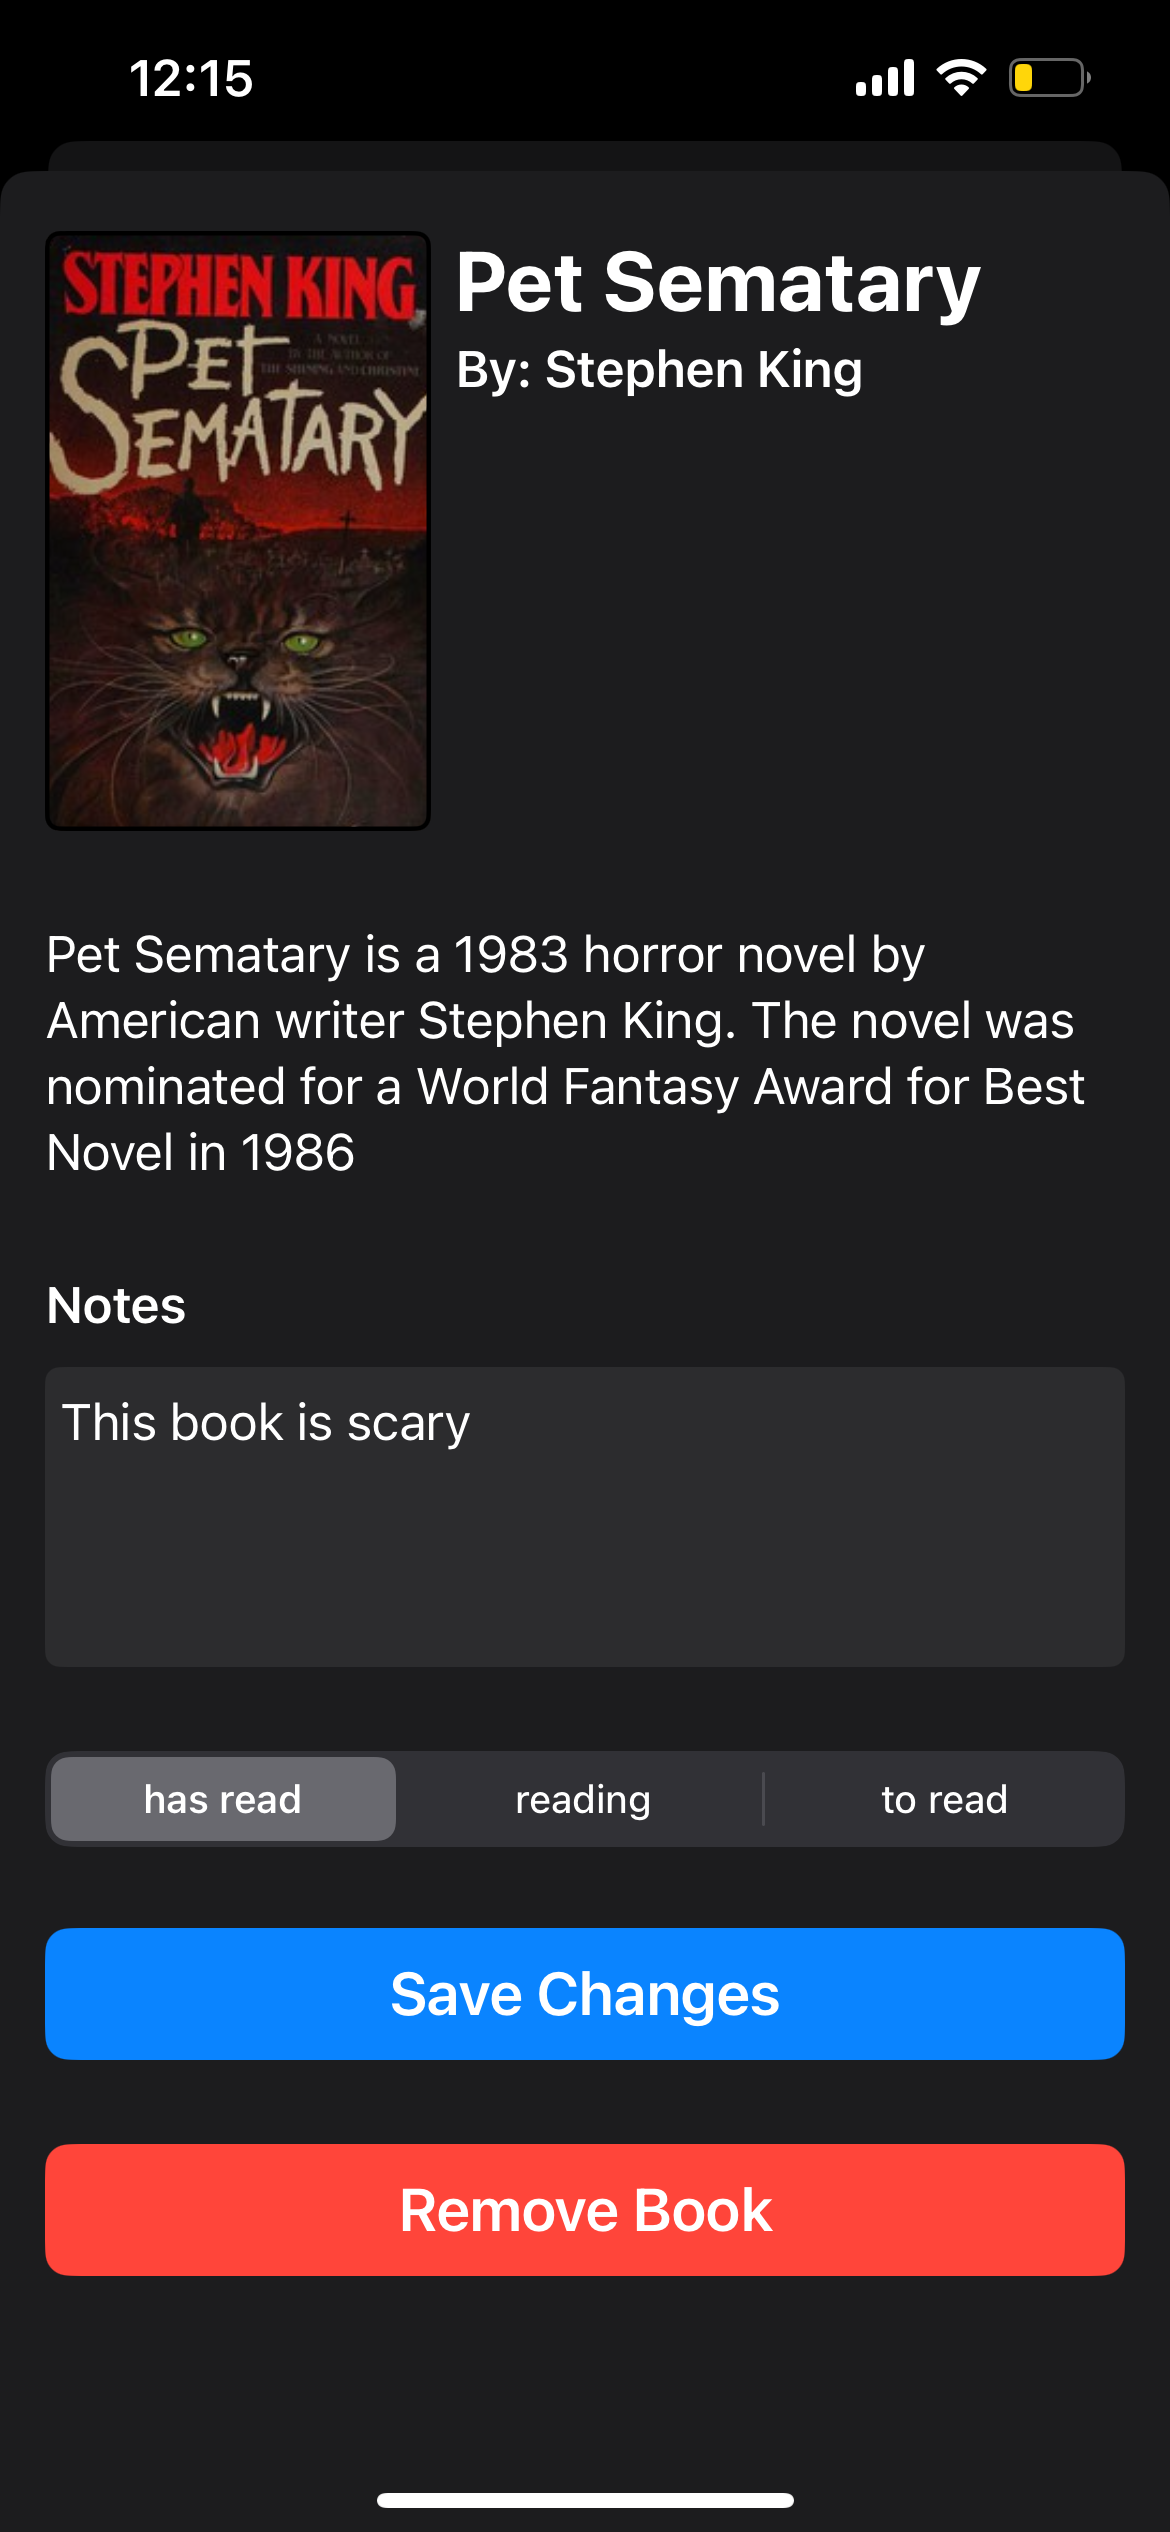 12:15
STEPHEN KING
PET
A NOVEL
BY THE AUTHOR OF
THE SHINING AND CHRISTINE
SEMATARY
Pet Sematary
By: Stephen King
Pet Sematary is a 1983 horror novel by
American writer Stephen King. The novel was
nominated for a World Fantasy Award for Best
Novel in 1986
Notes
This book is scary
has read
reading
to read
Save Changes
Remove Book